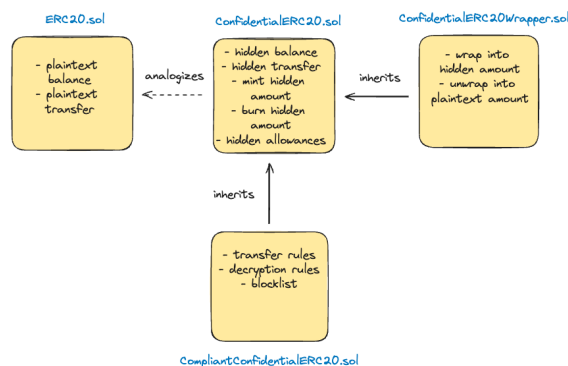 ERC20.sol
- plaintext
balance
- plaintext
transfer
analogizes
ConfidentialERC20.sol
- hidden balance
- hidden transfer
- mint hidden
amount
- burn hidden
amount
- hidden allowances
inherits
ConfidentialERC20Wrapper.sol
- wrap into
hidden amount
- unwrap into
plaintext amount
inherits
- transfer rules
- decryption rules
- blocklist
CompliantConfidentialERC20.sol